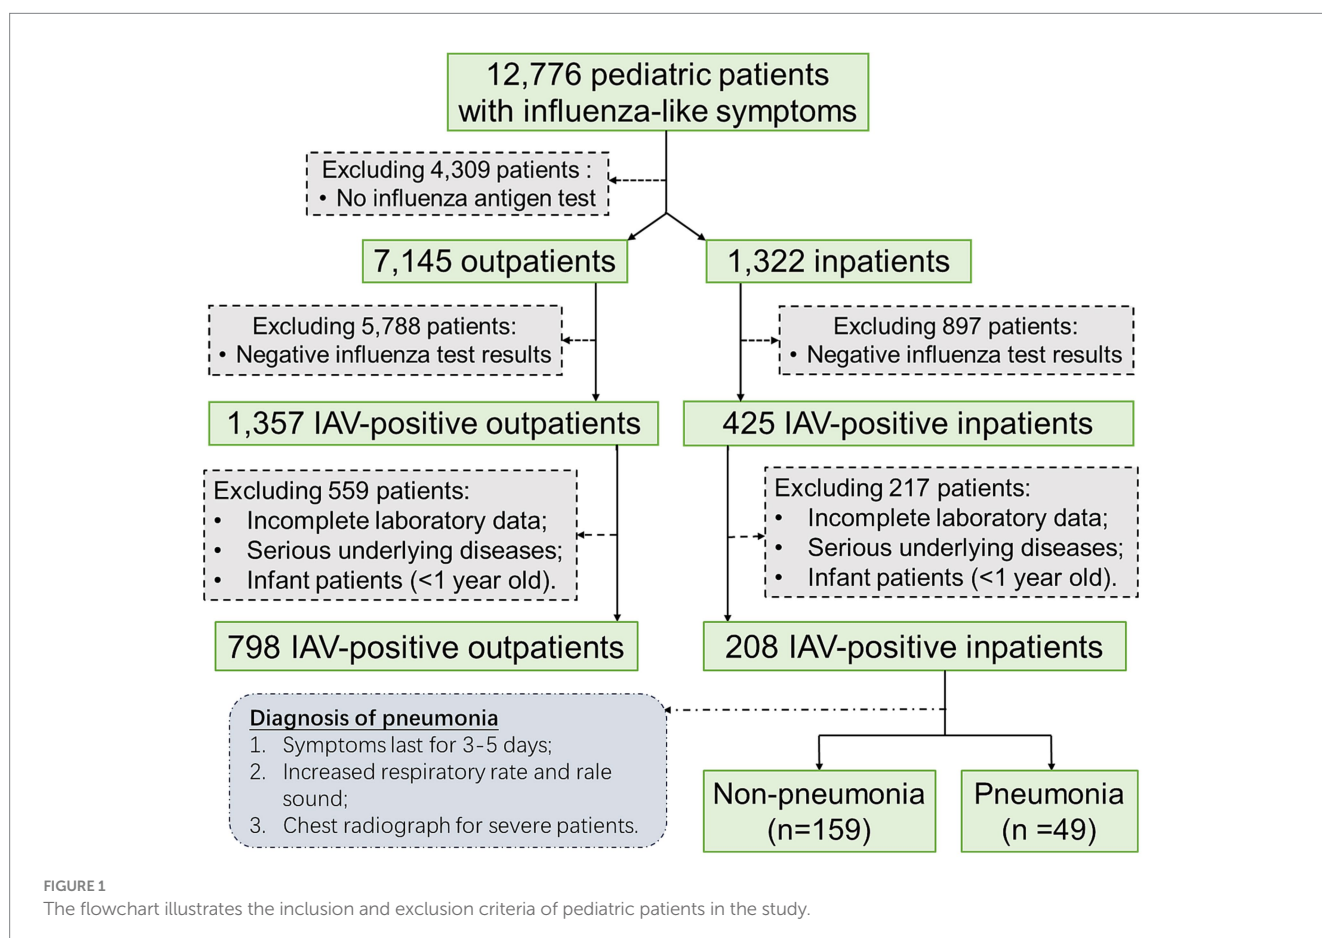 12,776 pediatric patients
with influenza-like symptoms
Excluding 4,309 patients :
• No influenza antigen test
7,145 outpatients
1,322 inpatients
Excluding 5,788 patients:
• Negative influenza test results
Excluding 897 patients:
• Negative influenza test results
1,357 IAV-positive outpatients
425 IAV-positive inpatients
Excluding 559 patients:
• Incomplete laboratory data;
• Serious underlying diseases;
• Infant patients (<1 year old).
Excluding 217 patients:
• Incomplete laboratory data;
• Serious underlying diseases;
• Infant patients (<1 year old).
798 IAV-positive outpatients
208 IAV-positive inpatients
Diagnosis of pneumonia
1. Symptoms last for 3-5 days;
2. Increased respiratory rate and rale
sound;
3. Chest radiograph for severe patients.
Non-pneumonia
(n=159)
Pneumonia
(n =49)
FIGURE 1
The flowchart illustrates the inclusion and exclusion criteria of pediatric patients in the study.